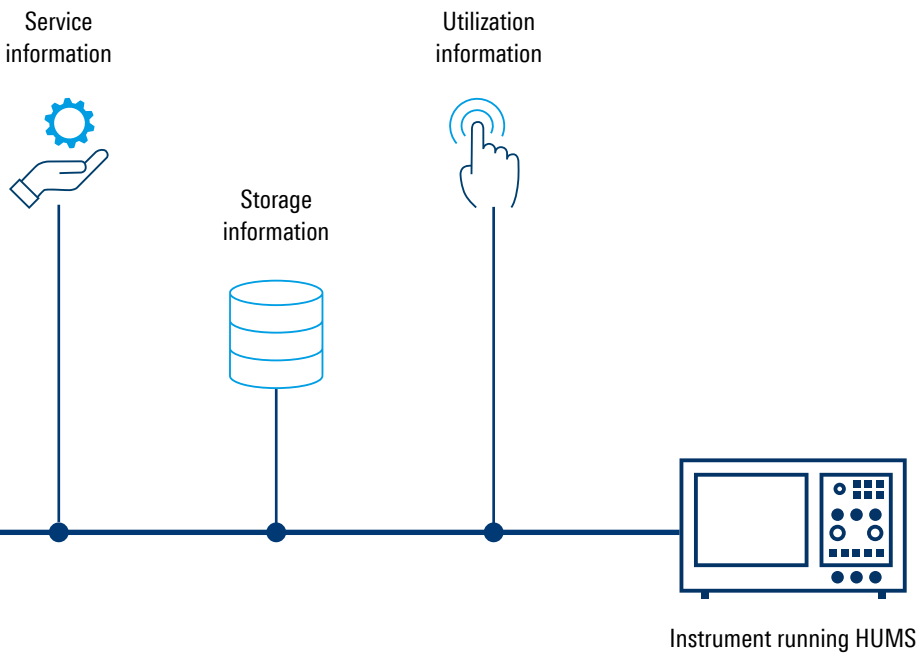 Service
information
Utilization
information
Storage
information
Instrument running HUMS